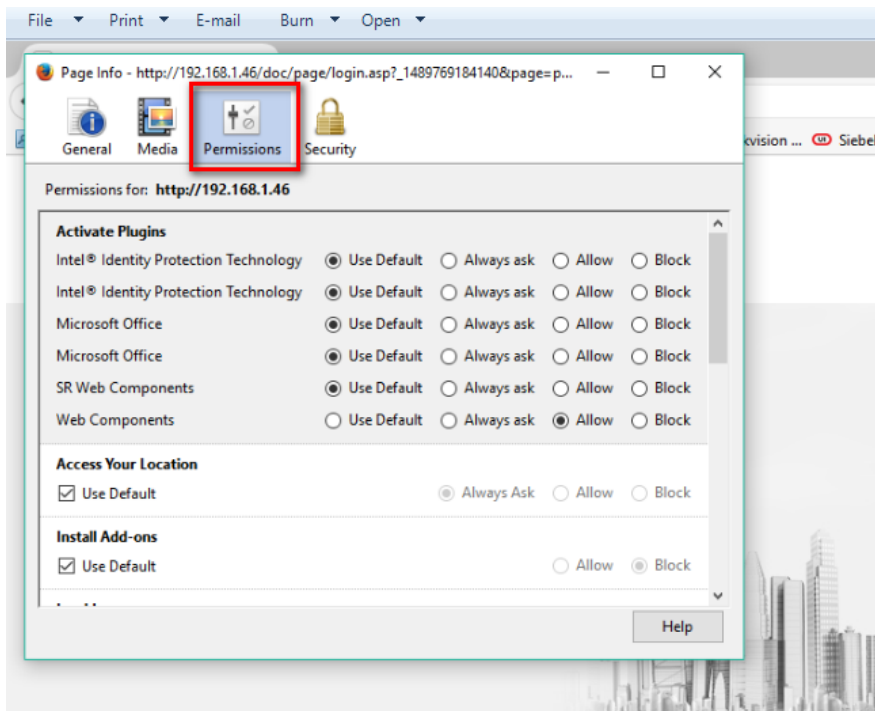 File Print E-mail Burn Open
Page Info - http://192.168.1.46/doc/page/login.asp?_1489769184140&page=p...
General Media Permissions Security
kvision ... Siebel
Permissions for: http://192.168.1.46
Activate Plugins
Intel® Identity Protection Technology Use Default Always ask Allow Block
Intel® Identity Protection Technology Use Default Always ask Allow Block
Microsoft Office Use Default Always ask Allow Block
Microsoft Office Use Default Always ask Allow Block
SR Web Components Use Default Always ask Allow Block
Web Components Use Default Always ask Allow Block
Access Your Location
Use Default Always Ask Allow Block
Install Add-ons
Use Default Allow Block
Help